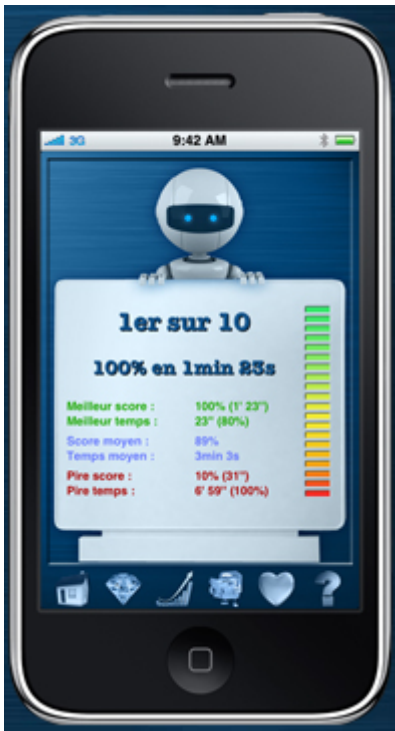 3G 9:42 AM
1er sur 10
100% en 1min 23s
Meilleur score : 100% (1' 23'')
Meilleur temps : 23'' (80%)
Score moyen : 89%
Temps moyen : 3min 3s
Pire score : 10% (31'')
Pire temps : 6' 59'' (100%)
?